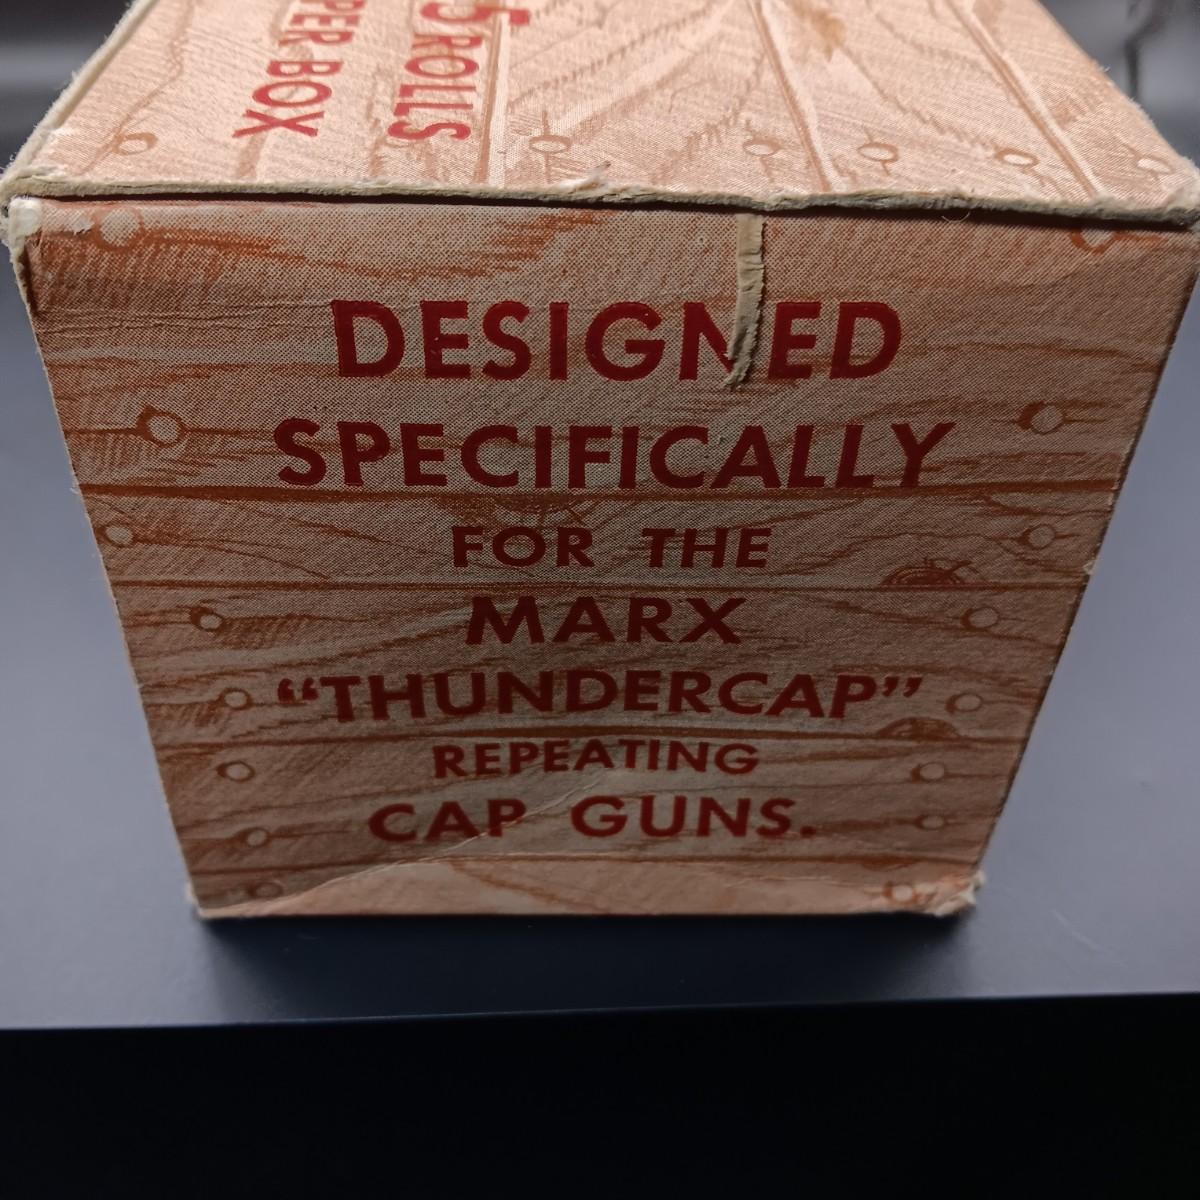 5 ROLLS
PER BOX
DESIGNED
SPECIFICALLY
FOR THE
MARX
“THUNDERCAP”
REPEATING
CAP GUNS.